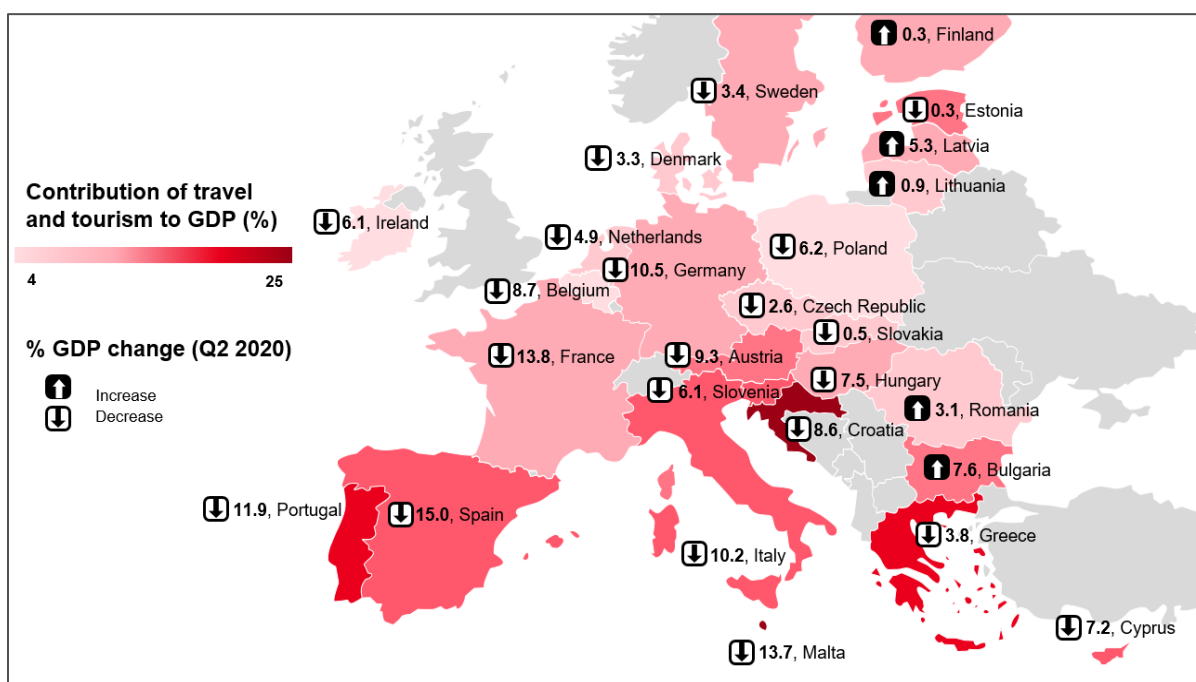 0.3, Finland
3.4, Sweden
0.3, Estonia
5.3, Latvia
3.3, Denmark
0.9, Lithuania
Contribution of travel
and tourism to GDP (%)
4
25
6.1, Ireland
4.9, Netherlands
6.2, Poland
10.5, Germany
8.7, Belgium
2.6, Czech Republic
0.5, Slovakia
% GDP change (Q2 2020)
Increase
Decrease
13.8, France
9.3, Austria
7.5, Hungary
6.1, Slovenia
3.1, Romania
8.6, Croatia
7.6, Bulgaria
11.9, Portugal
15.0, Spain
3.8, Greece
10.2, Italy
7.2, Cyprus
13.7, Malta